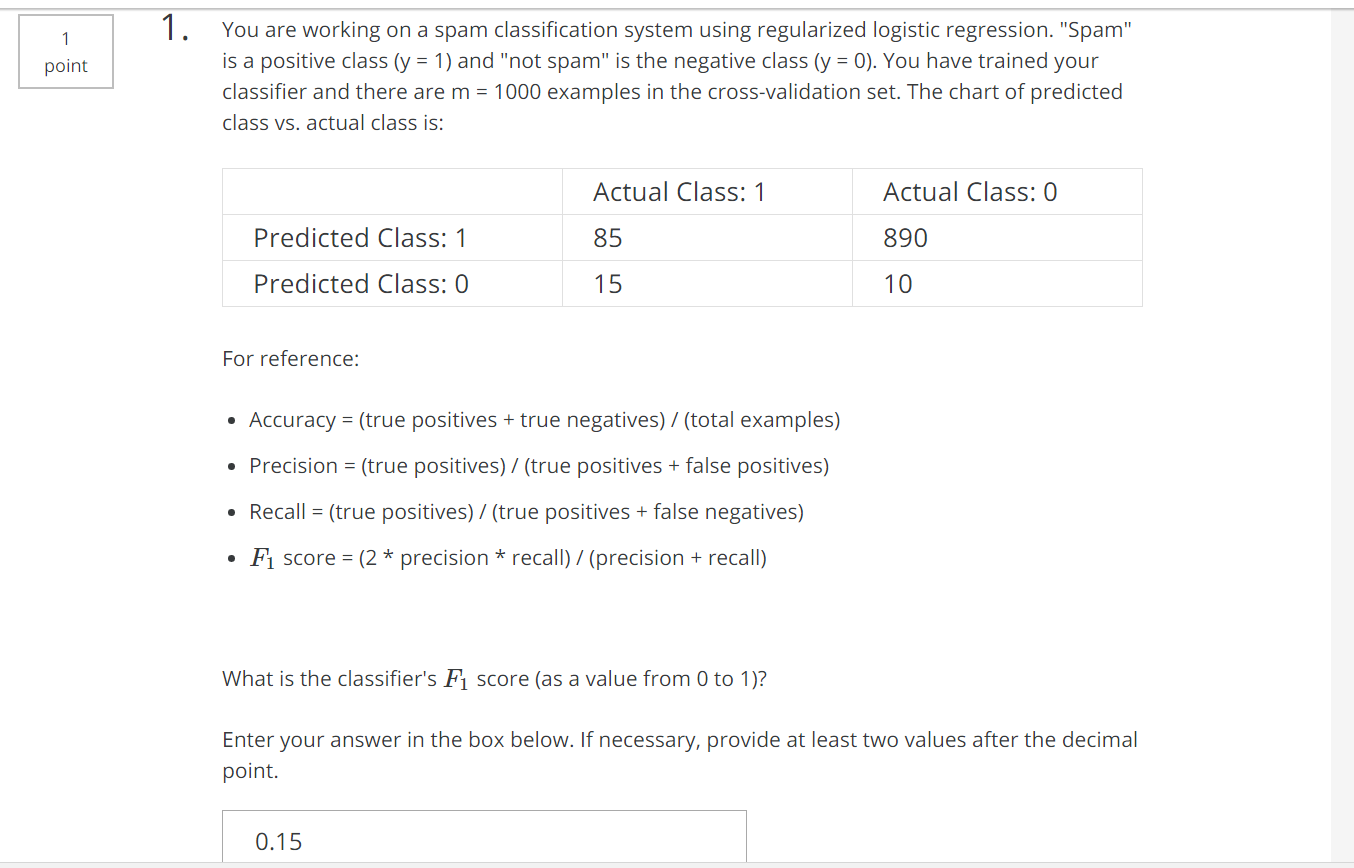 1
point
1.
You are working on a spam classification system using regularized logistic regression. "Spam"
is a positive class (y = 1) and "not spam" is the negative class (y = 0). You have trained your
classifier and there are m = 1000 examples in the cross-validation set. The chart of predicted
class vs. actual class is:
Actual Class: 1 Actual Class: 0
Predicted Class: 1 85 890
Predicted Class: 0 15 10
For reference:
• Accuracy = (true positives + true negatives) / (total examples)
• Precision = (true positives) / (true positives + false positives)
• Recall = (true positives) / (true positives + false negatives)
• F₁ score = (2 * precision * recall) / (precision + recall)
What is the classifier's F₁ score (as a value from 0 to 1)?
Enter your answer in the box below. If necessary, provide at least two values after the decimal
point.
0.15